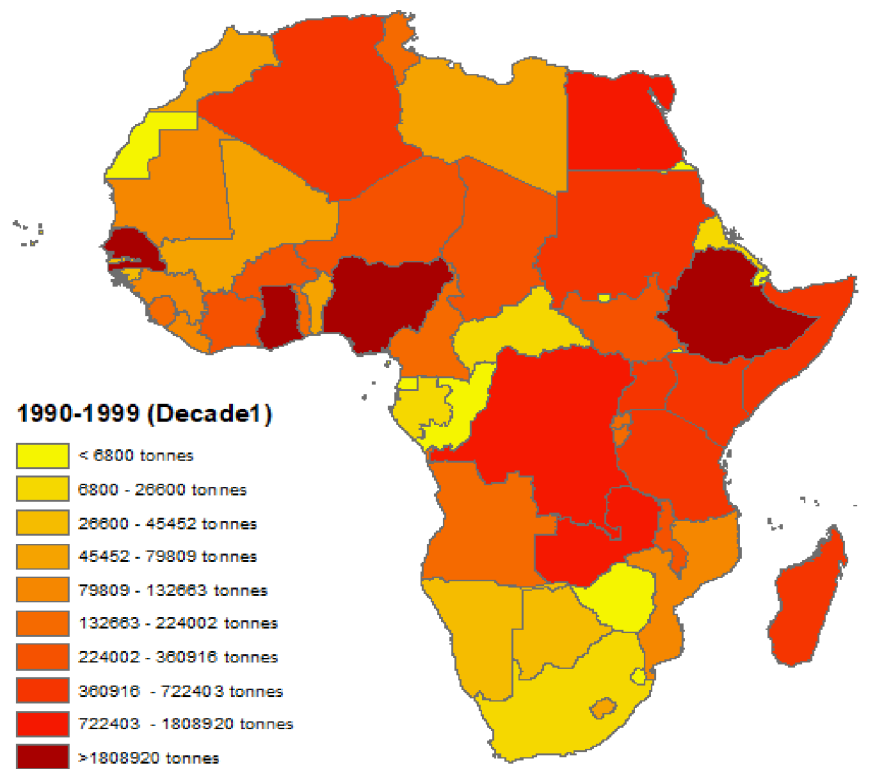 1990-1999 (Decade1)
< 6800 tonnes
6800 - 26600 tonnes
26600 - 45452 tonnes
45452 - 79809 tonnes
79809 - 132663 tonnes
132663 - 224002 tonnes
224002 - 360916 tonnes
360916 - 722403 tonnes
722403 - 1808920 tonnes
>1808920 tonnes